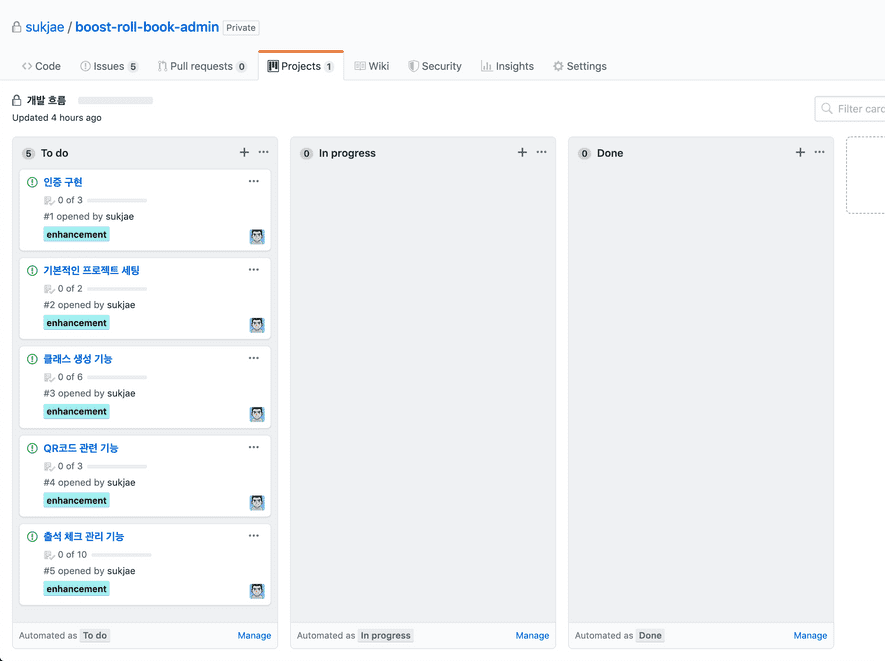 sukjae / boost-roll-book-admin Private
Code Issues 5 Pull requests 0 Projects 1 Wiki Security Insights Settings
개발 흐름
Updated 4 hours ago
Filter card
5 To do
0 In progress
0 Done
인증 구현
0 of 3
#1 opened by sukjae
enhancement
기본적인 프로젝트 세팅
0 of 2
#2 opened by sukjae
enhancement
클래스 생성 기능
0 of 6
#3 opened by sukjae
enhancement
QR코드 관련 기능
0 of 3
#4 opened by sukjae
enhancement
출석 체크 관리 기능
0 of 10
#5 opened by sukjae
enhancement
Automated as To do Manage
Automated as In progress Manage
Automated as Done Manage